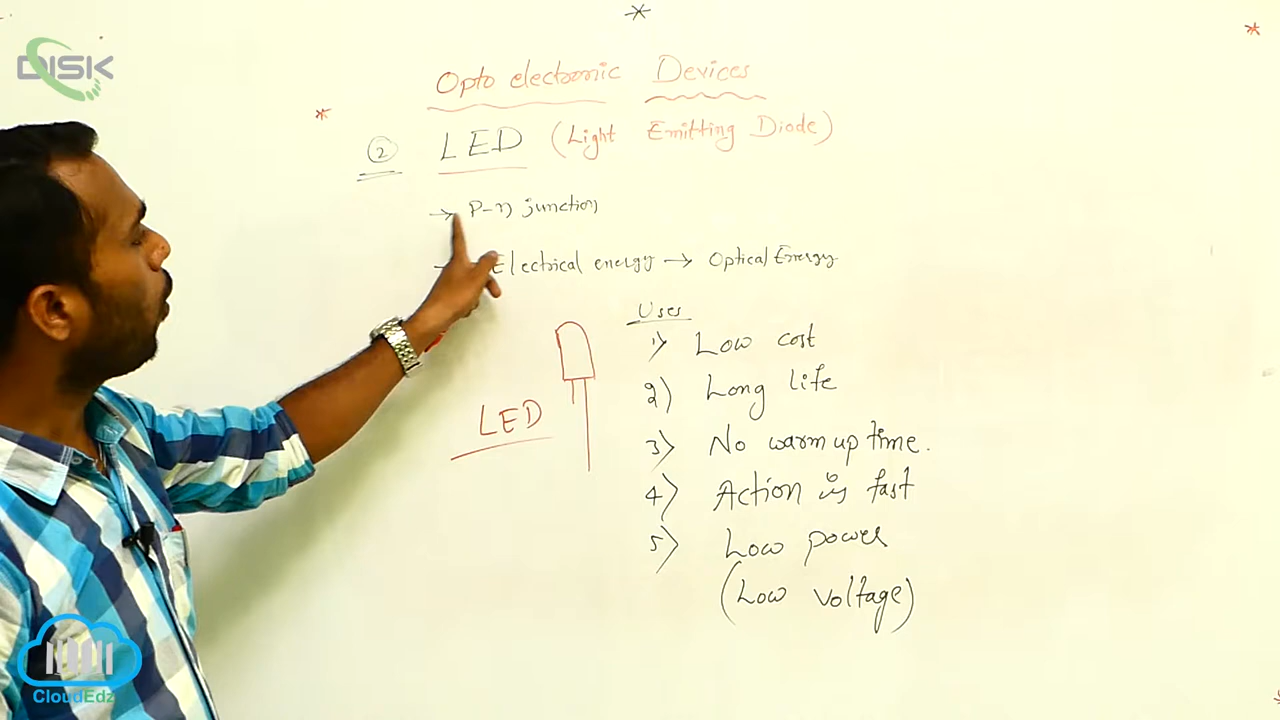 DISK
Opto electronic Devices
② LED (Light Emitting Diode)
→ P-n junction
Electrical energy → Optical Energy
Uses
1) Low cost
2) Long life
3) No warm up time.
4) Action is fast
5) Low power
(Low voltage)
LED
CloudEdz